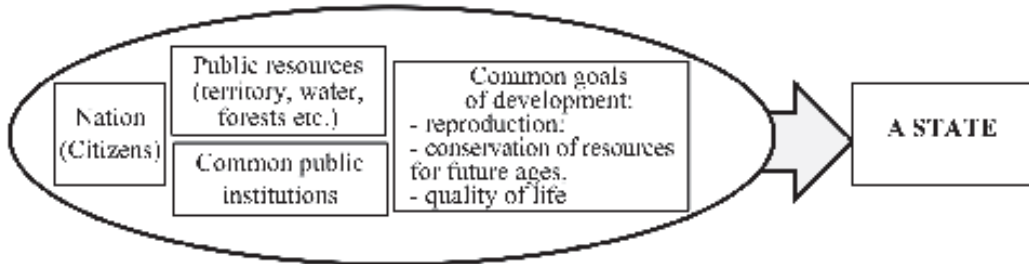 Nation
(Citizens)
Public resources
(territory, water,
forests etc.)
Common public
institutions
Common goals
of development:
- reproduction:
- conservation of resources
for future ages.
- quality of life
A STATE